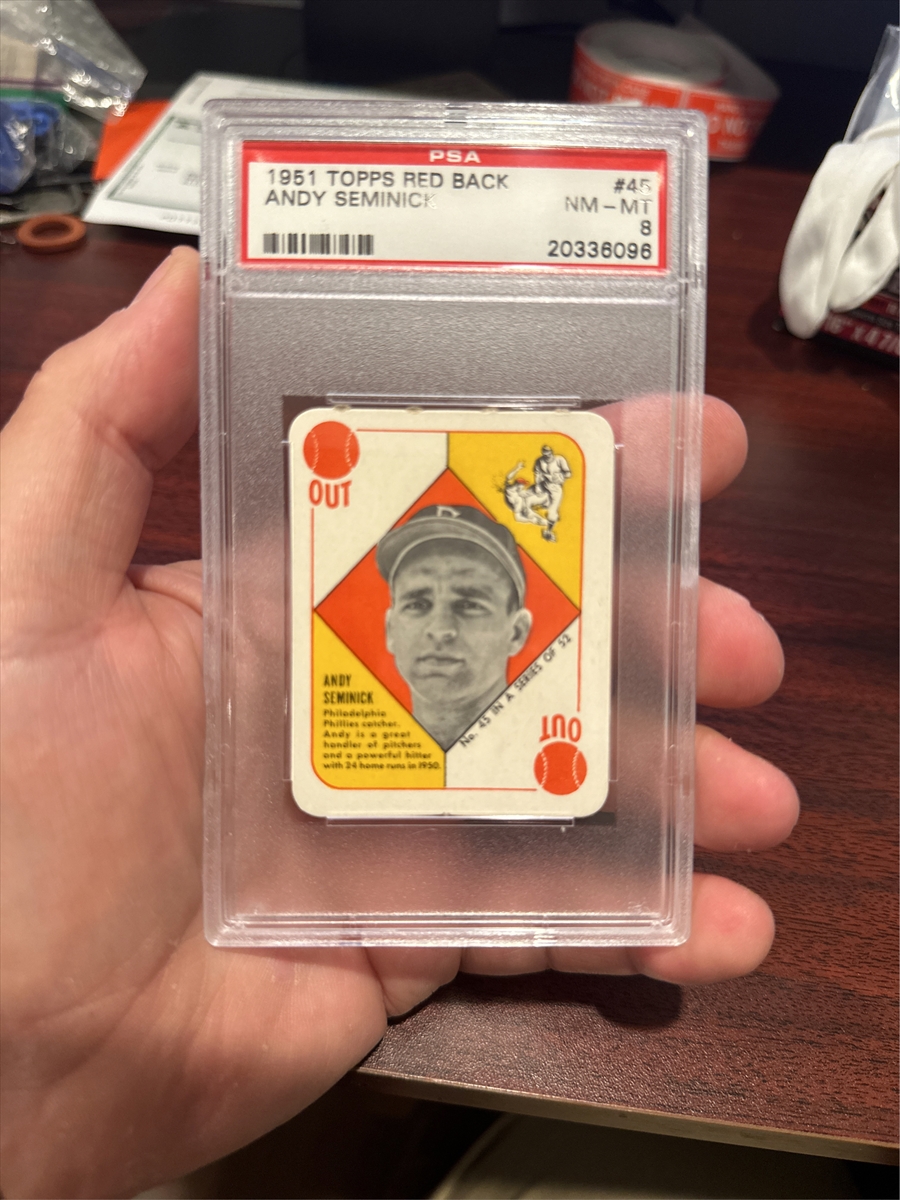 PSA
1951 TOPPS RED BACK
#45
ANDY SEMINICK
NM-MT
8
20336096
OUT
ANDY
SEMINICK
Philadelphia
Phillies catcher.
Andy is a great
handler of pitchers
and a powerful hitter
with 24 home runs in 1950.
No. 45 IN A SERIES OF 52
OUT